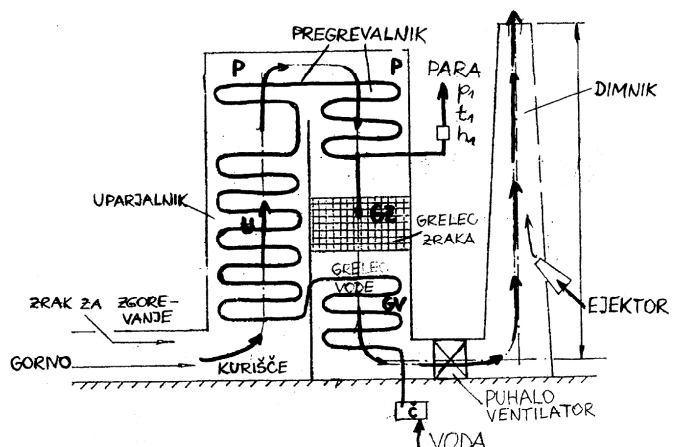 PREGREVALNIK
P
P
PARA
p1
t1
h1
DIMNIK
UPARJALNIK
U
GZ
GRELEC
ZRAKA
GRELEC
VODE
GV
ZRAK ZA ZGORE-
VANJE
EJEKTOR
GORNO
KURIŠČE
PUHALO
VENTILATOR
Č
VODA